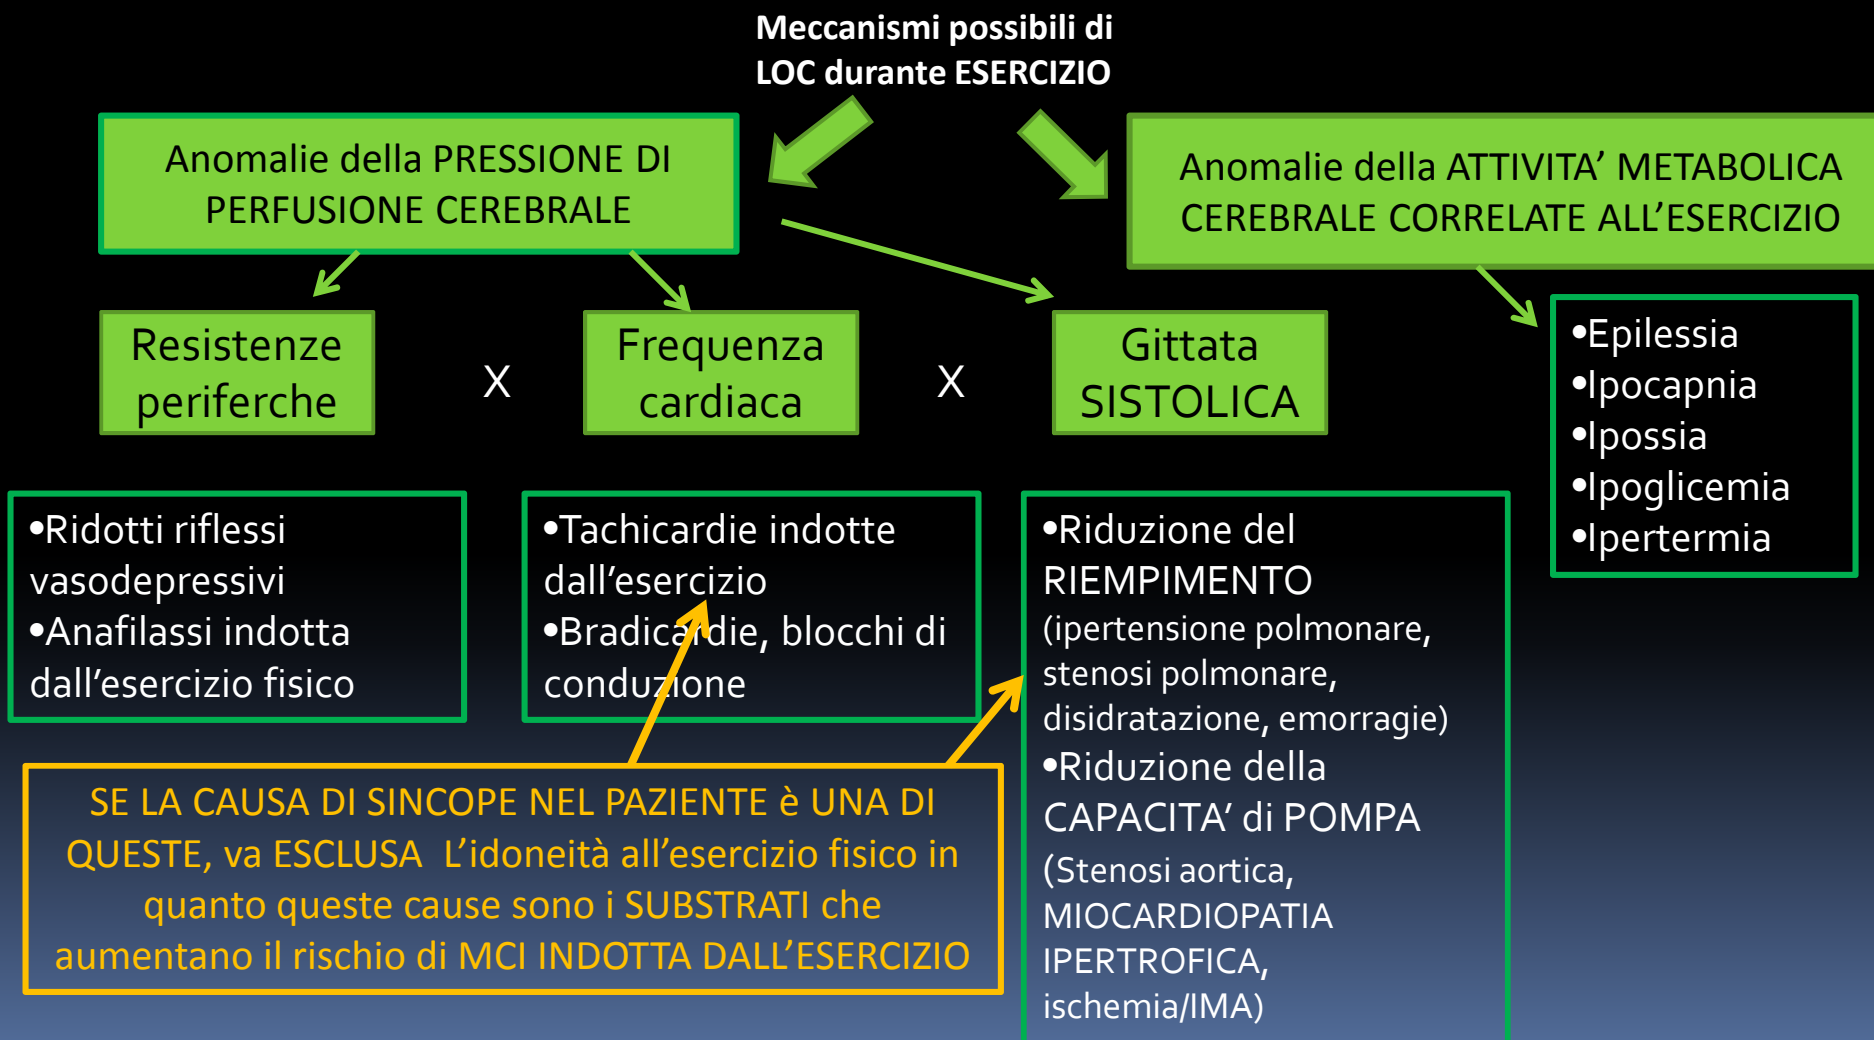 Meccanismi possibili di
LOC durante ESERCIZIO
Anomalie della PRESSIONE DI
PERFUSIONE CEREBRALE
Anomalie della ATTIVITA’ METABOLICA
CEREBRALE CORRELATE ALL’ESERCIZIO
Resistenze
periferche
X
Frequenza
cardiaca
X
Gittata
SISTOLICA
•Epilessia
•Ipocapnia
•Ipossia
•Ipoglicemia
•Ipertermia
•Ridotti riflessi
vasodepressivi
•Anafilassi indotta
dall’esercizio fisico
•Tachicardie indotte
dall’esercizio
•Bradicardie, blocchi di
conduzione
•Riduzione del
RIEMPIMENTO
(ipertensione polmonare,
stenosi polmonare,
disidratazione, emorragie)
•Riduzione della
CAPACITA’ di POMPA
(Stenosi aortica,
MIOCARDIOPATIA
IPERTROFICA,
ischemia/IMA)
SE LA CAUSA DI SINCOPE NEL PAZIENTE è UNA DI
QUESTE, va ESCLUSA L’idoneità all’esercizio fisico in
quanto queste cause sono i SUBSTRATI che
aumentano il rischio di MCI INDOTTA DALL’ESERCIZIO